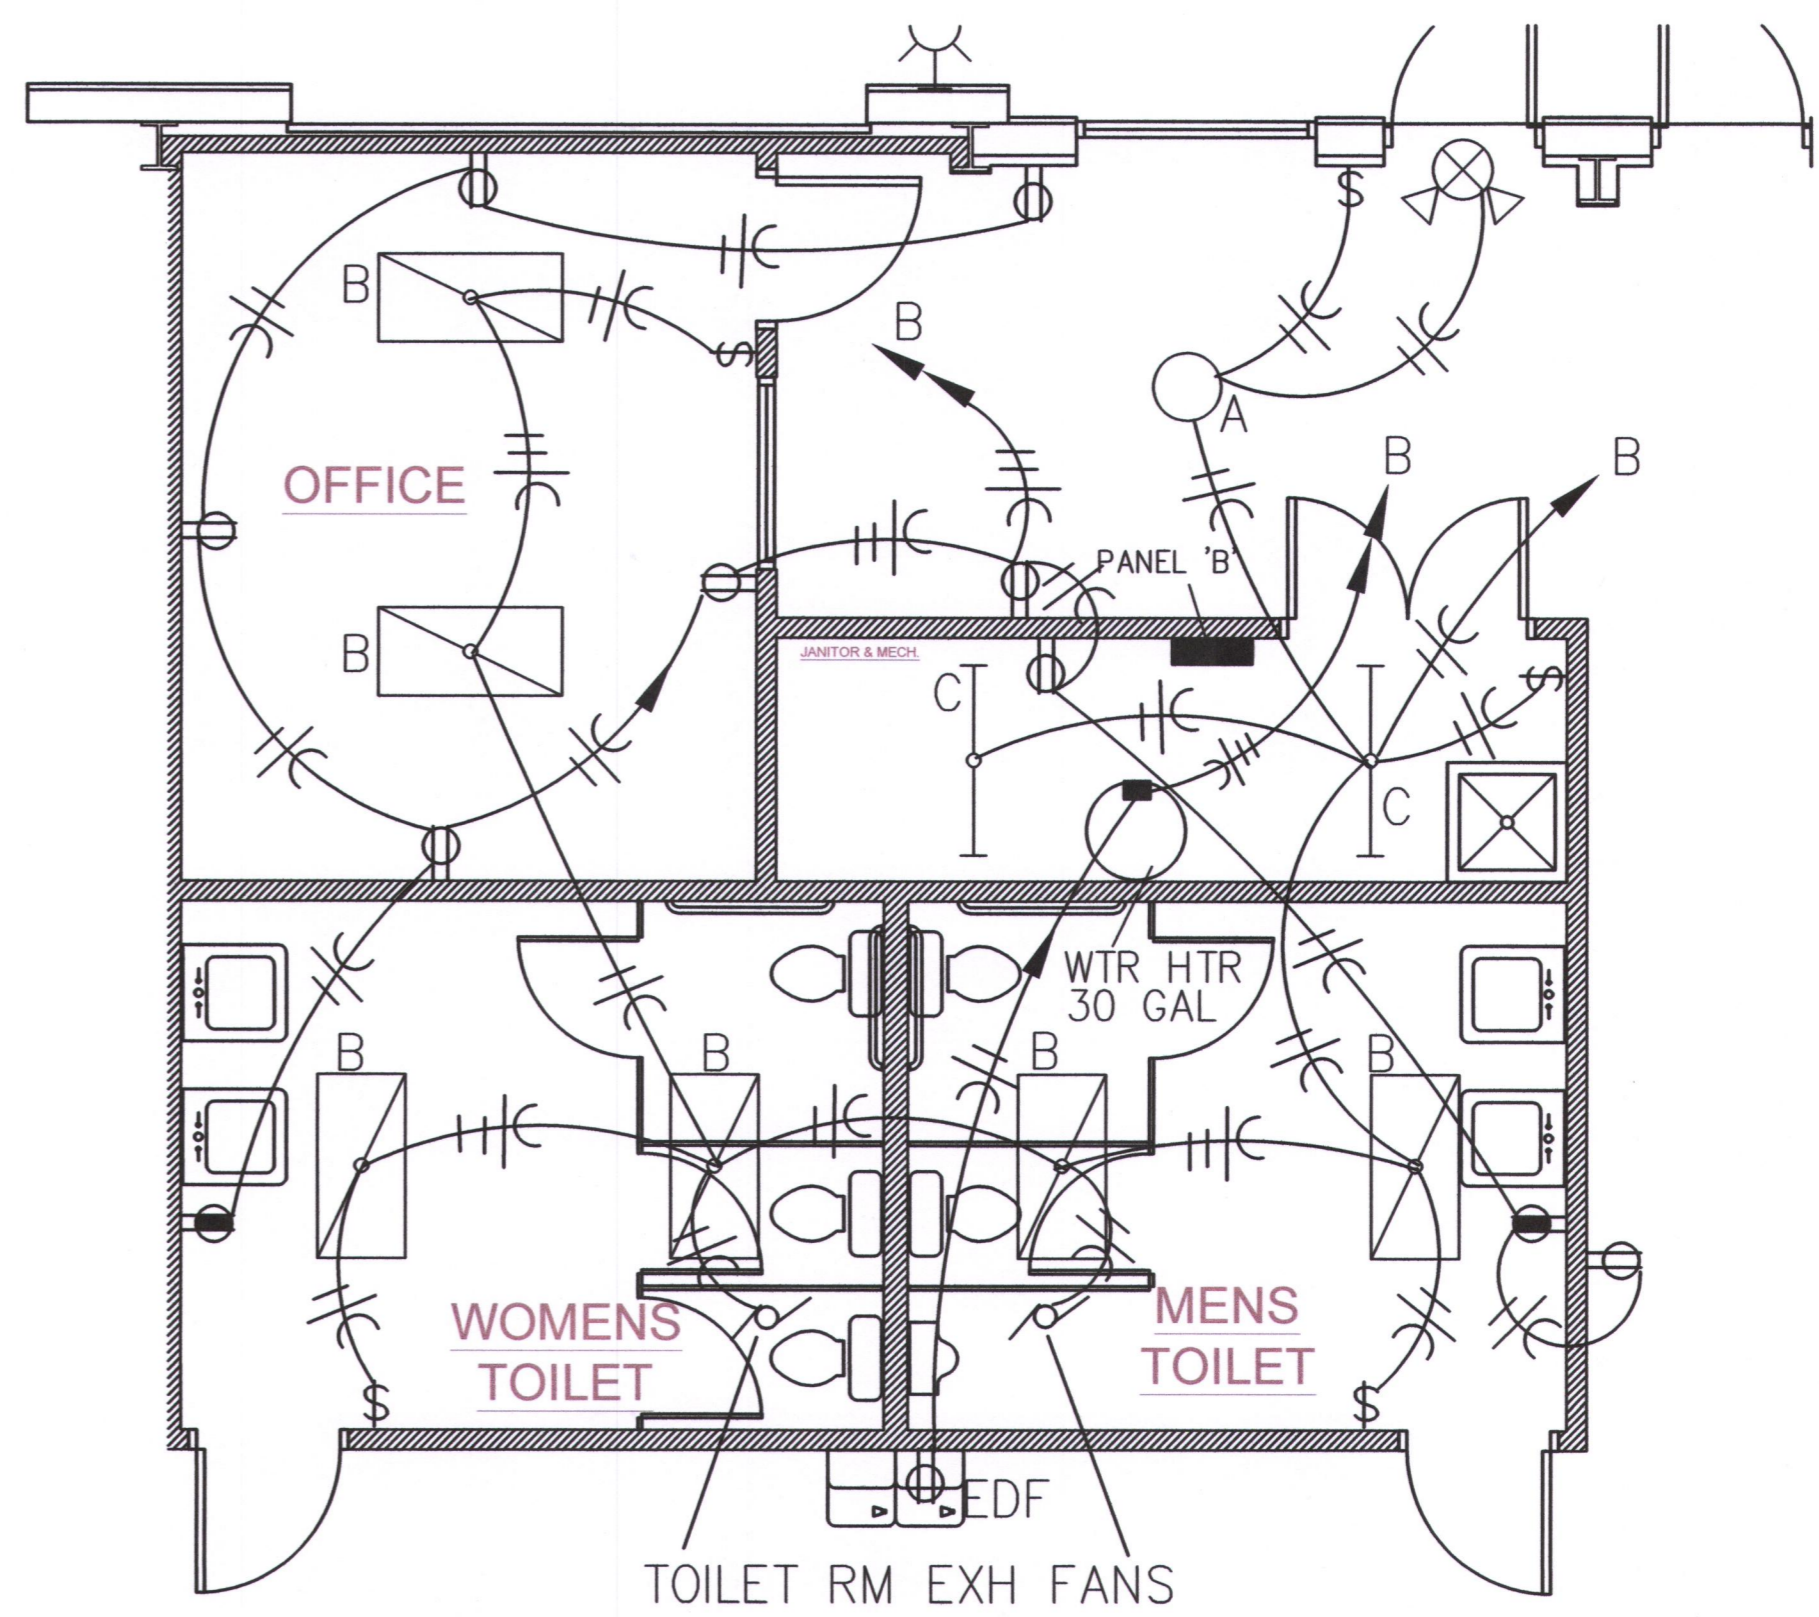 B
B
A
OFFICE
B
B
PANEL 'B'
B
JANITOR & MECH.
C
C
WTR HTR
30 GAL
B
B
B
B
WOMENS
TOILET
MENS
TOILET
$
$
$
$
$
EDF
TOILET RM EXH FANS